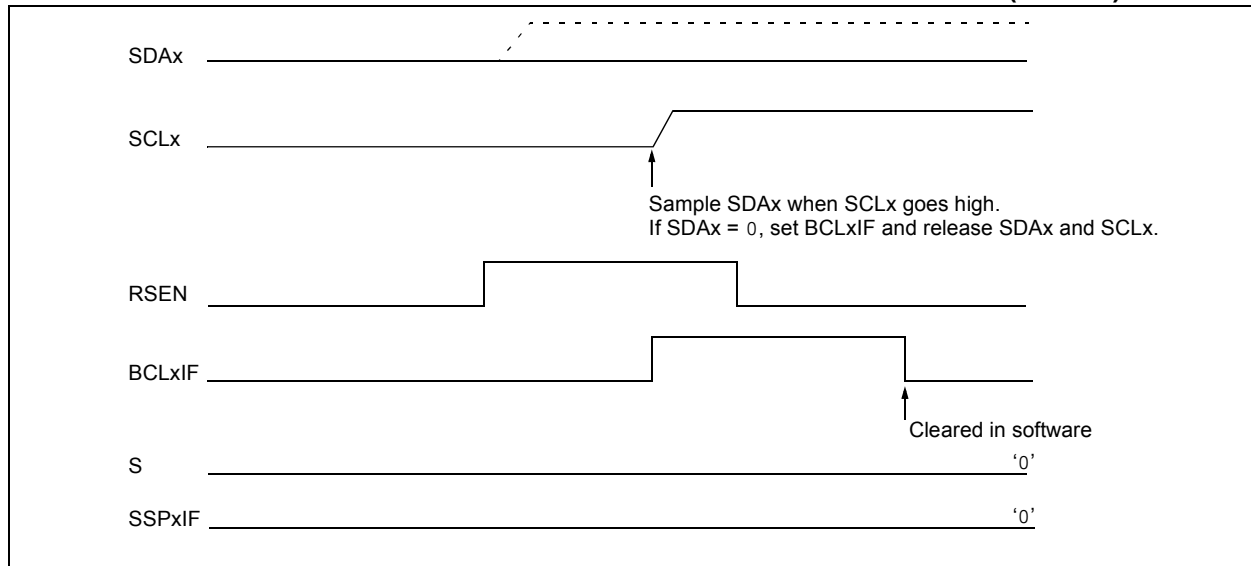 SDAx
SCLx
Sample SDAx when SCLx goes high.
If SDAx = 0, set BCLxIF and release SDAx and SCLx.
RSEN
BCLxIF
Cleared in software
S
‘0’
SSPxIF
‘0’